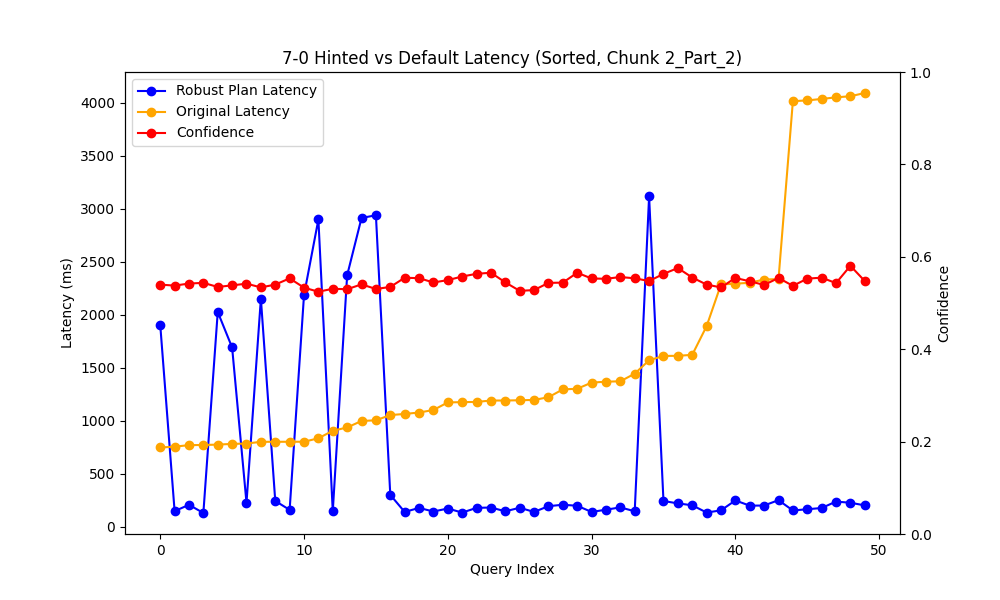 7-0 Hinted vs Default Latency (Sorted, Chunk 2_Part_2)
Robust Plan Latency
Original Latency
Confidence
Latency (ms)
4000
3500
3000
2500
2000
1500
1000
500
0
0 10 20 30 40 50
Query Index
1.0
0.8
0.6
0.4
0.2
0.0
Confidence